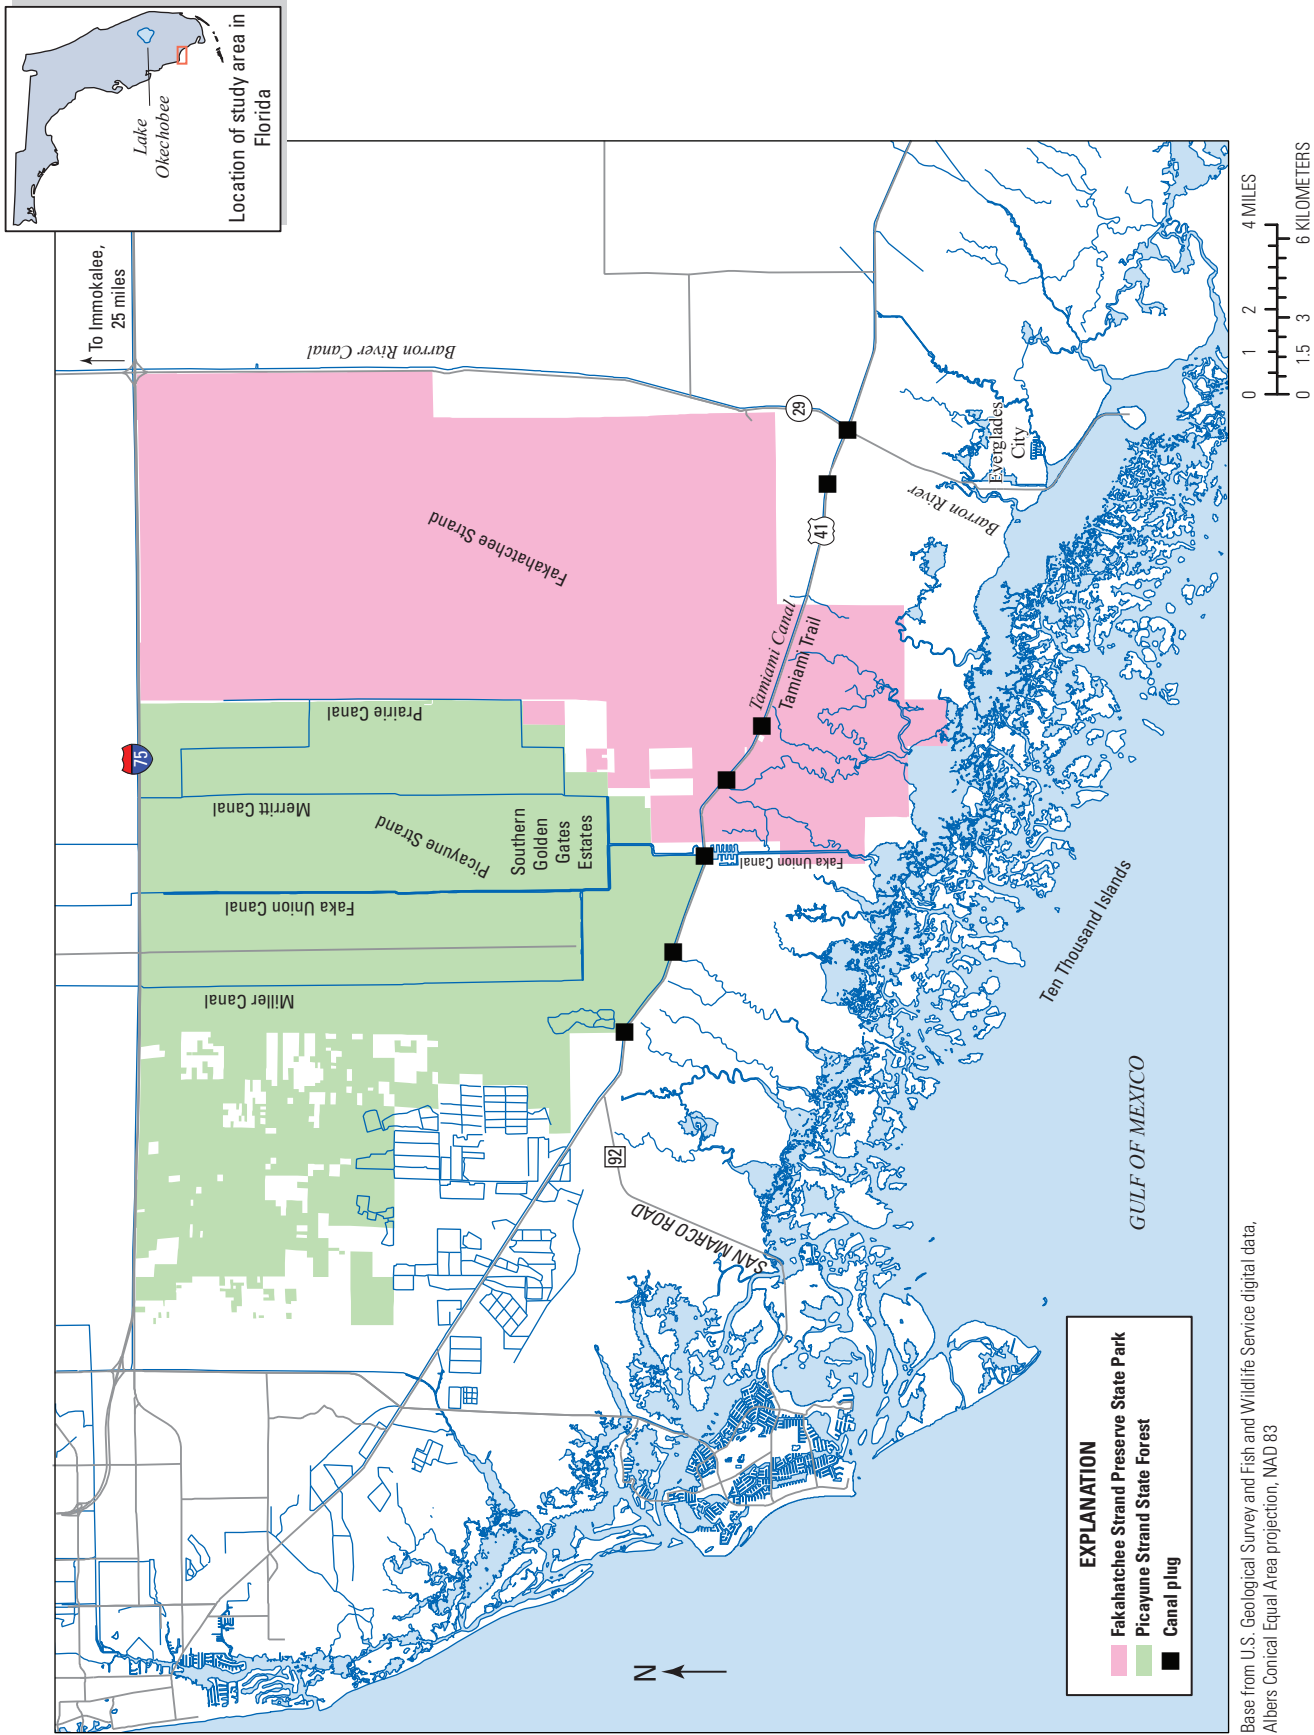 Lake
Okechobee
Location of study area in
Florida
To Immokalee,
25 miles
75
Barron River Canal
Prairie Canal
Merritt Canal
Faka Union Canal
Miller Canal
Fakahatchee Strand
Picayune Strand
Southern
Golden
Gates
Estates
29
41
Tamiami Canal
Tamiami Trail
Faka Union Canal
Barron River
Everglades
City
92
SAN MARCO ROAD
Ten Thousand Islands
GULF OF MEXICO
N
EXPLANATION
Fakahatchee Strand Preserve State Park
Picayune Strand State Forest
Canal plug
0 1 2 4 MILES
0 1.5 3 6 KILOMETERS
Base from U.S. Geological Survey and Fish and Wildlife Service digital data,
Albers Conical Equal Area projection, NAD 83